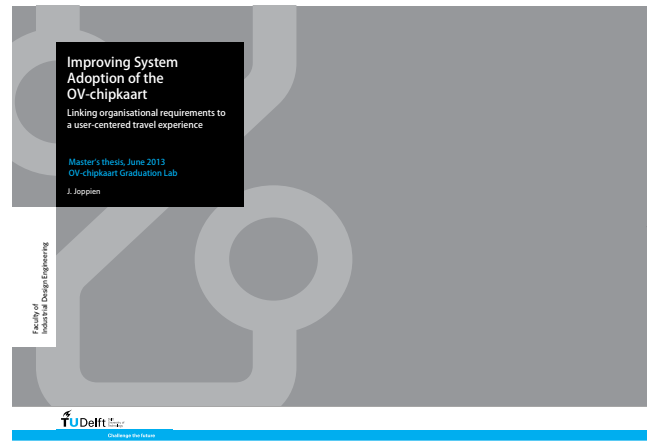 Improving System
Adoption of the
OV-chipkaart
Linking organisational requirements to
a user-centered travel experience
Master's thesis, June 2013
OV-chipkaart Graduation Lab
J. Joppien
Faculty of
Industrial Design Engineering
TUDelft
Challenge the future